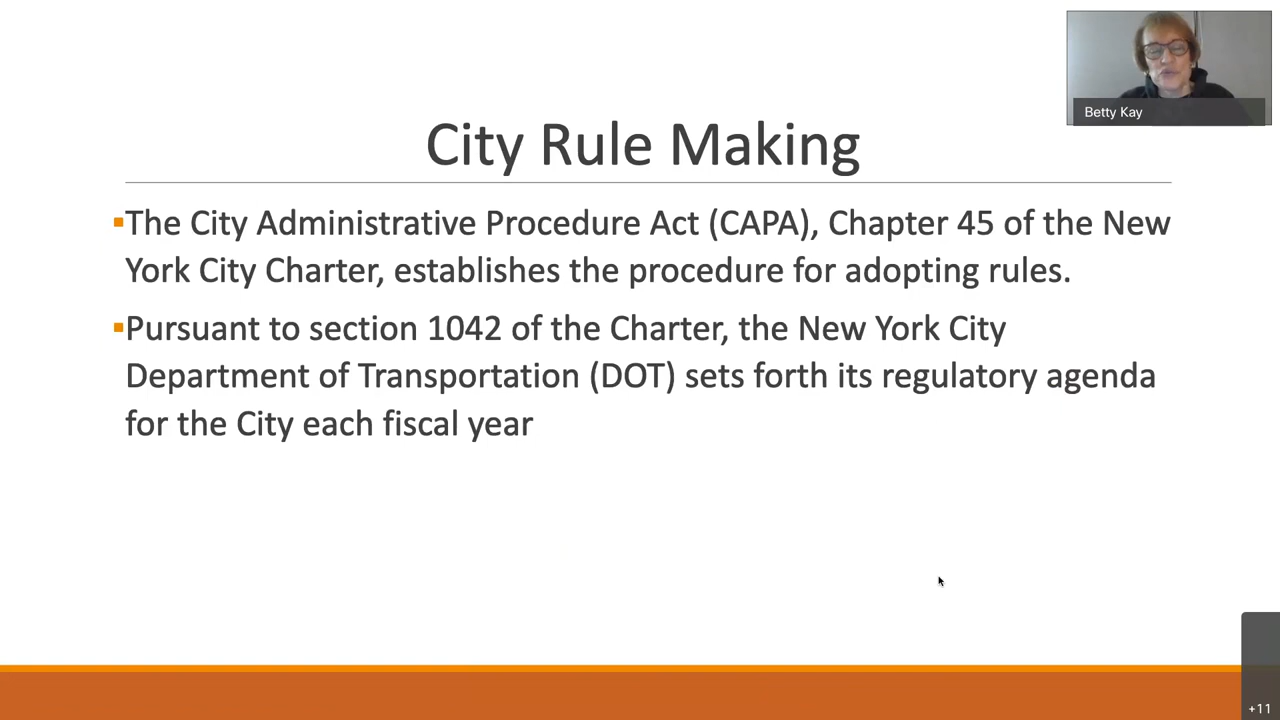 Betty Kay
City Rule Making
▪The City Administrative Procedure Act (CAPA), Chapter 45 of the New
York City Charter, establishes the procedure for adopting rules.
▪Pursuant to section 1042 of the Charter, the New York City
Department of Transportation (DOT) sets forth its regulatory agenda
for the City each fiscal year
+11